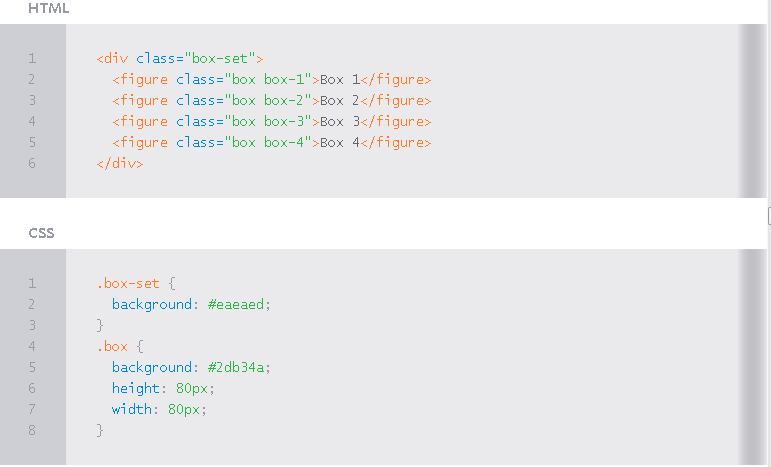 HTML
1 <div class="box-set">
2   <figure class="box box-1">Box 1</figure>
3   <figure class="box box-2">Box 2</figure>
4   <figure class="box box-3">Box 3</figure>
5   <figure class="box box-4">Box 4</figure>
6 </div>
CSS
1 .box-set {
2   background: #eaeaed;
3 }
4 .box {
5   background: #2db34a;
6   height: 80px;
7   width: 80px;
8 }